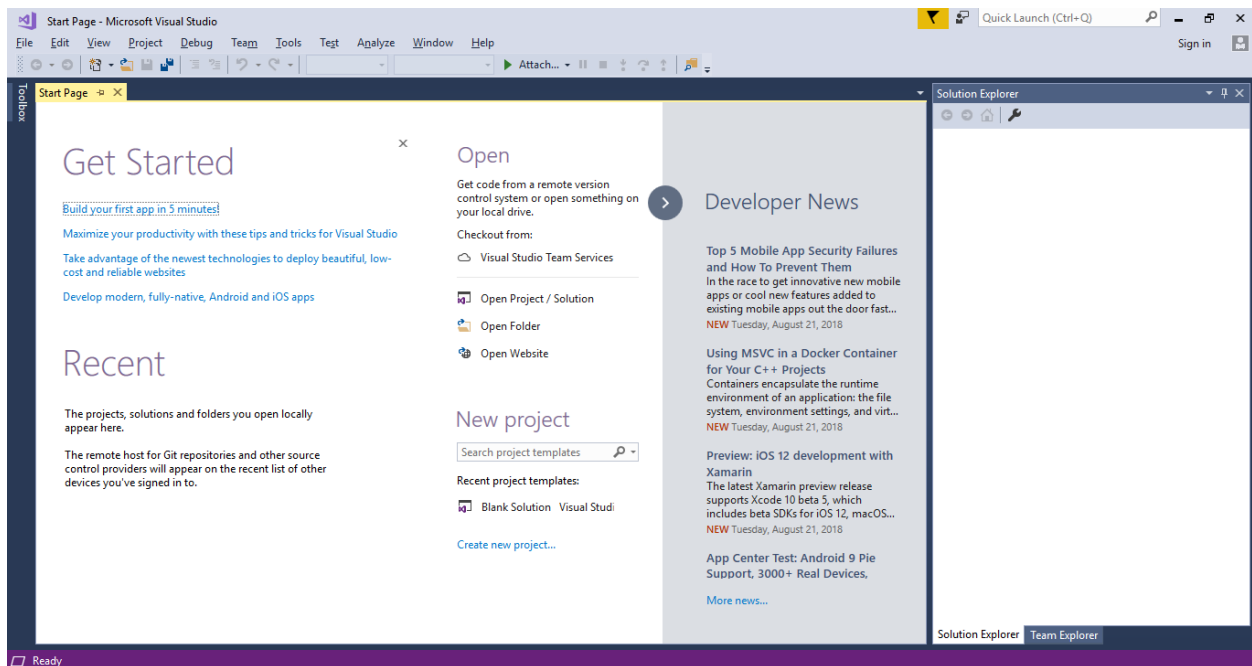 Start Page - Microsoft Visual Studio
Quick Launch (Ctrl+Q)
File Edit View Project Debug Team Tools Test Analyze Window Help
Sign in
Attach...
Toolbox
Start Page
Get Started
Build your first app in 5 minutes!
Maximize your productivity with these tips and tricks for Visual Studio
Take advantage of the newest technologies to deploy beautiful, low-
cost and reliable websites
Develop modern, fully-native, Android and iOS apps
Recent
The projects, solutions and folders you open locally
appear here.
The remote host for Git repositories and other source
control providers will appear on the recent list of other
devices you've signed in to.
Open
Get code from a remote version
control system or open something on
your local drive.
Checkout from:
Visual Studio Team Services
Open Project / Solution
Open Folder
Open Website
New project
Search project templates
Recent project templates:
Blank Solution Visual Studi
Create new project...
Developer News
Top 5 Mobile App Security Failures
and How To Prevent Them
In the race to get innovative new mobile
apps or cool new features added to
existing mobile apps out the door fast...
NEW Tuesday, August 21, 2018
Using MSVC in a Docker Container
for Your C++ Projects
Containers encapsulate the runtime
environment of an application: the file
system, environment settings, and virt...
NEW Tuesday, August 21, 2018
Preview: iOS 12 development with
Xamarin
The latest Xamarin preview release
supports Xcode 10 beta 5, which
includes beta SDKs for iOS 12, macOS...
NEW Tuesday, August 21, 2018
App Center Test: Android 9 Pie
Support, 3000+ Real Devices,
More news...
Solution Explorer
Solution Explorer Team Explorer
Ready